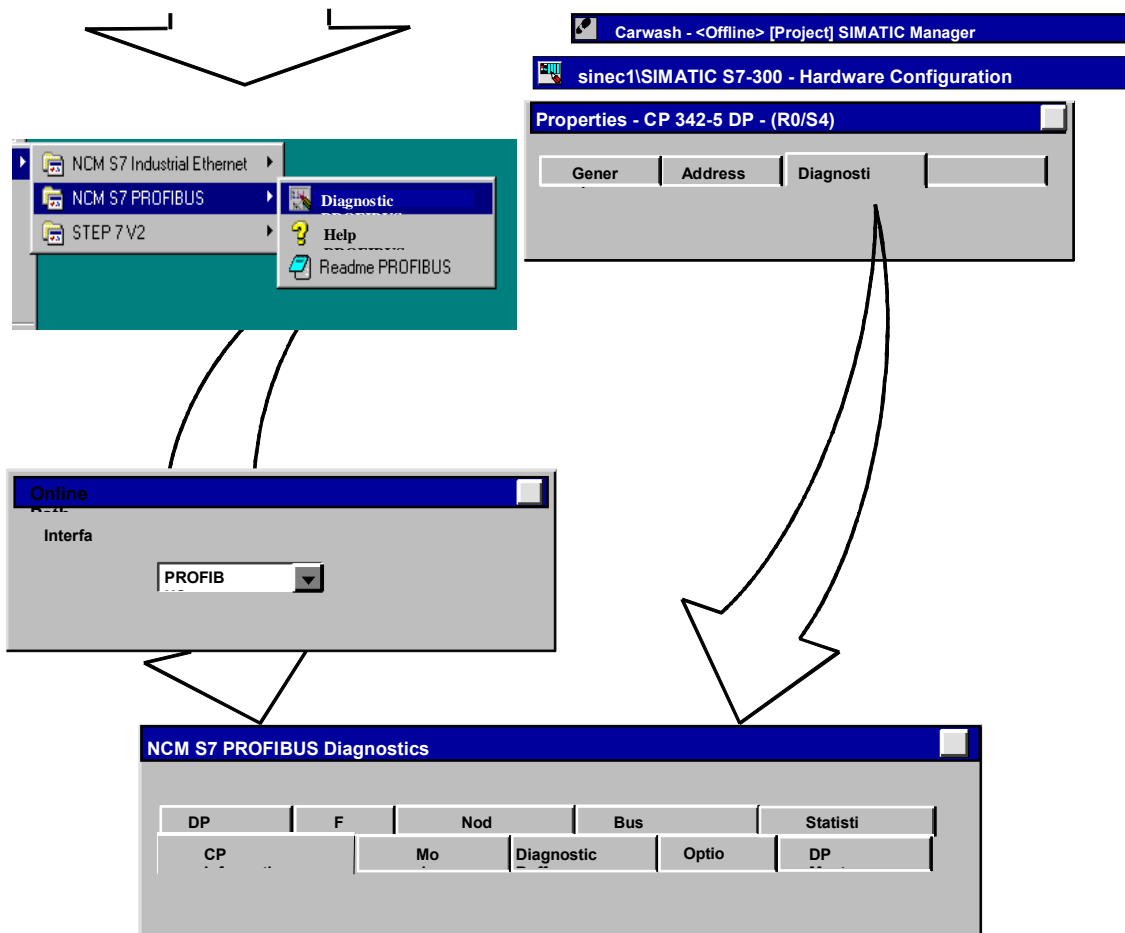 Carwash - <Offline> [Project] SIMATIC Manager
sinec1\SIMATIC S7-300 - Hardware Configuration
Properties - CP 342-5 DP - (R0/S4)
Gener
Address
Diagnosti
NCM S7 Industrial Ethernet
NCM S7 PROFIBUS
STEP 7 V2
Diagnostic
Help
Readme PROFIBUS
Online
Interfa
PROFIB
NCM S7 PROFIBUS Diagnostics
DP
F
Nod
Bus
Statisti
CP
Mo
Diagnostic
Optio
DP